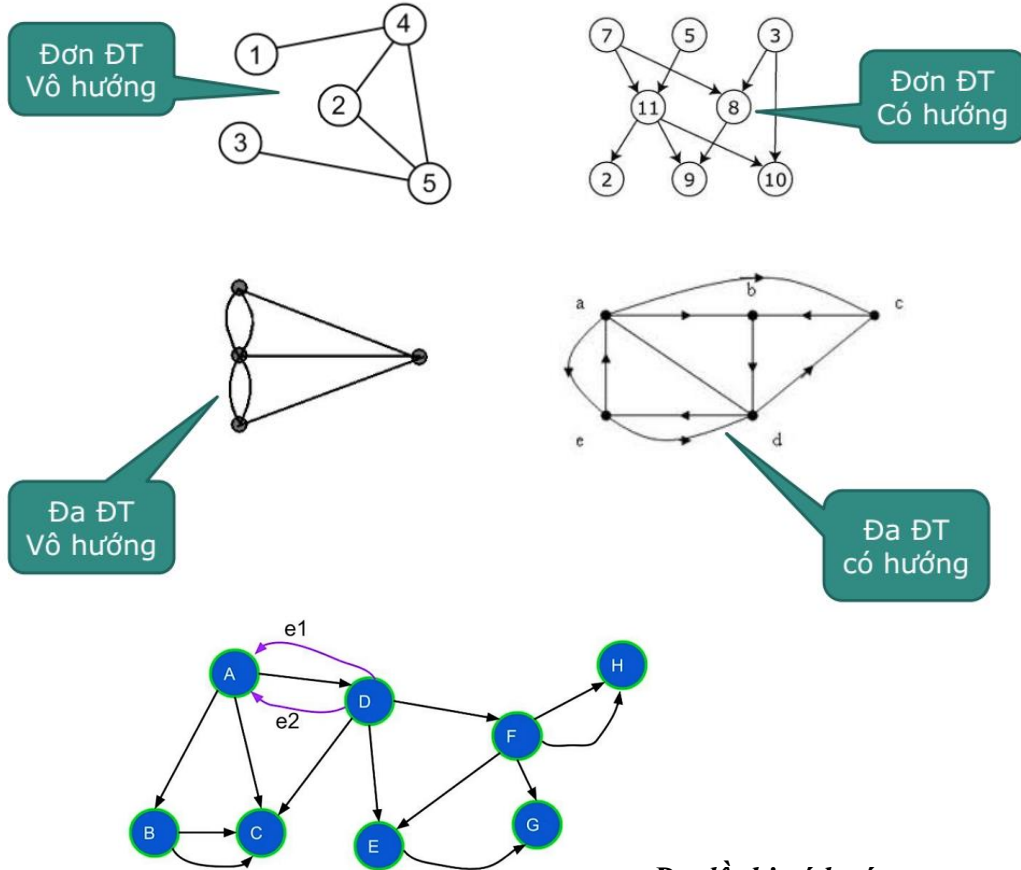 Đơn ĐT
Vô hướng
1
4
2
3
5
7
5
3
11
8
2
9
10
Đơn ĐT
Có hướng
Đa ĐT
Vô hướng
a
b
c
e
d
Đa ĐT
có hướng
e1
A
D
e2
H
F
B
C
E
G